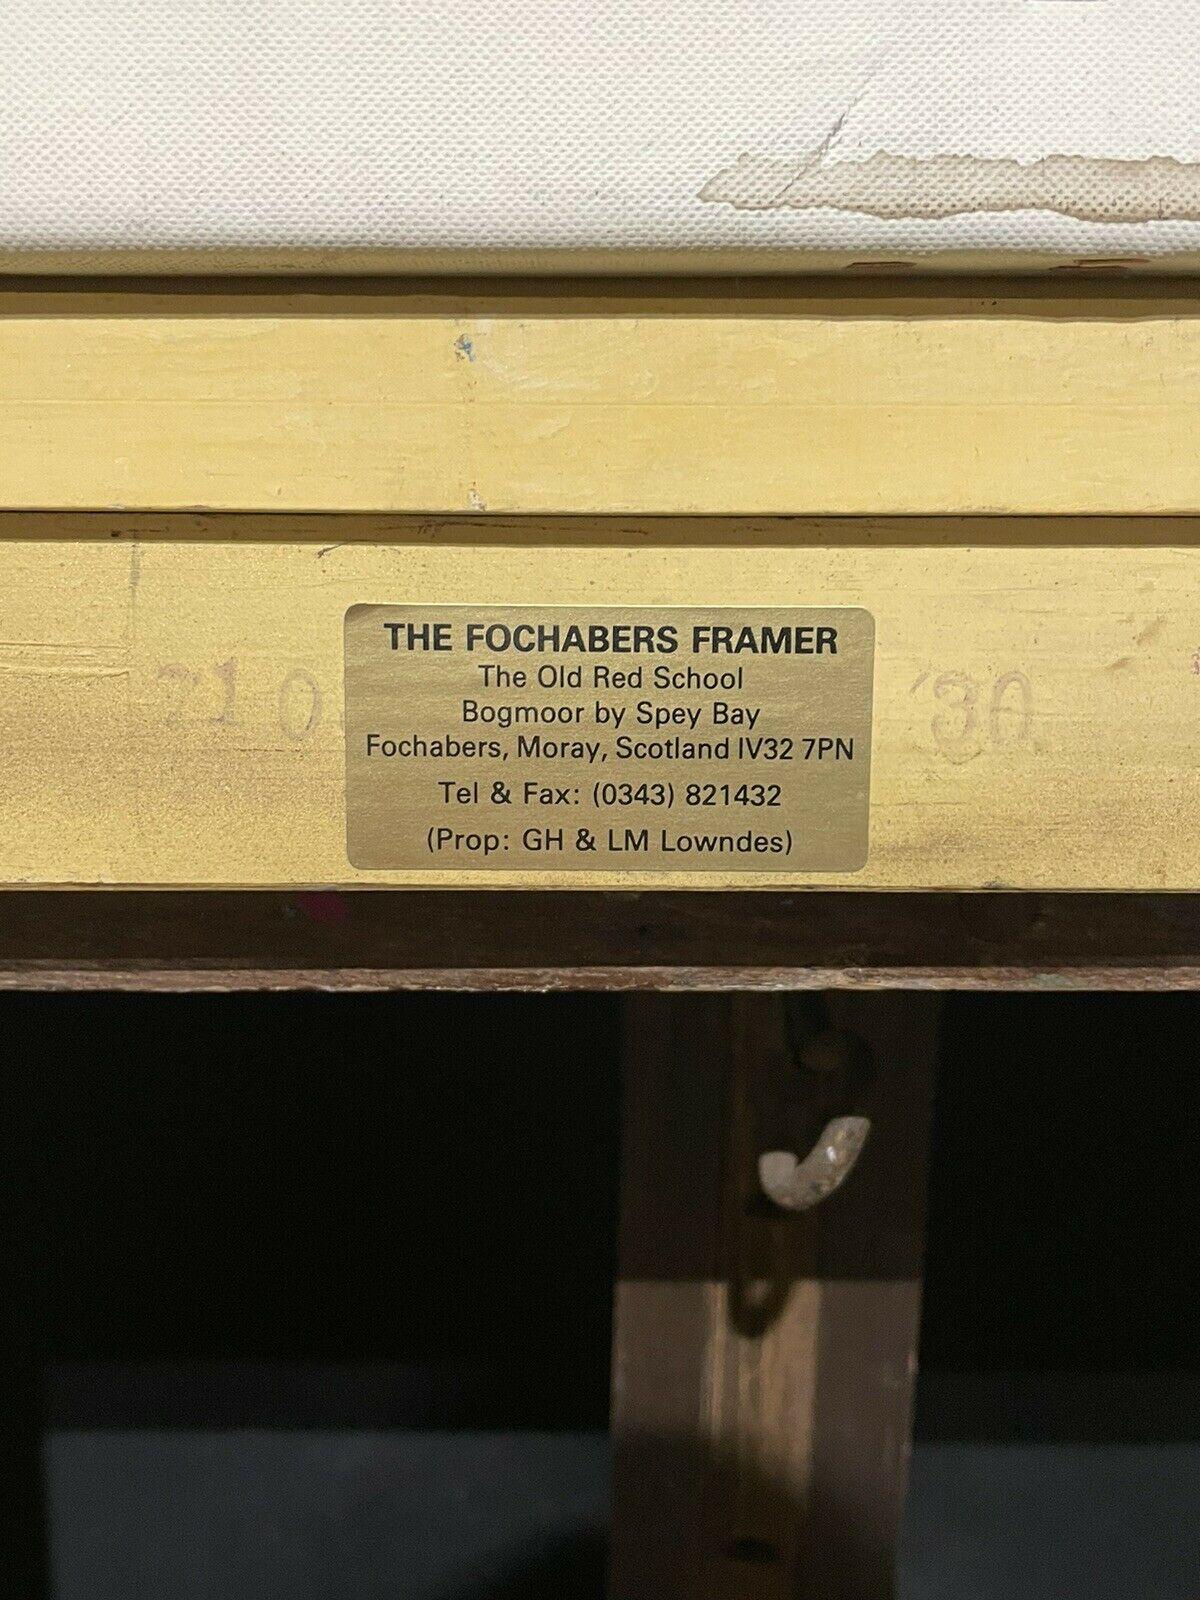 THE FOCHABERS FRAMER
The Old Red School
Bogmoor by Spey Bay
Fochabers, Moray, Scotland IV32 7PN
Tel & Fax: (0343) 821432
(Prop: GH & LM Lowndes)